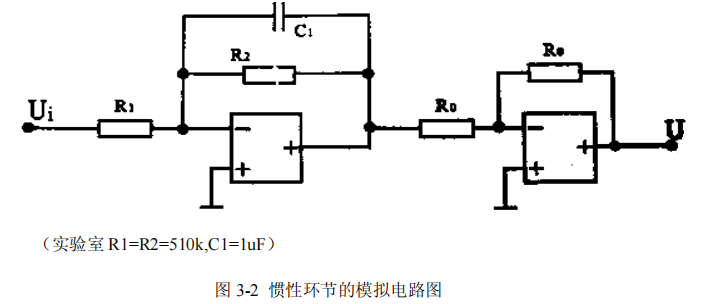 C1
R2
R0
Ui
R1
R0
U
（实验室 R1=R2=510k,C1=1uF）
图 3-2 惯性环节的模拟电路图